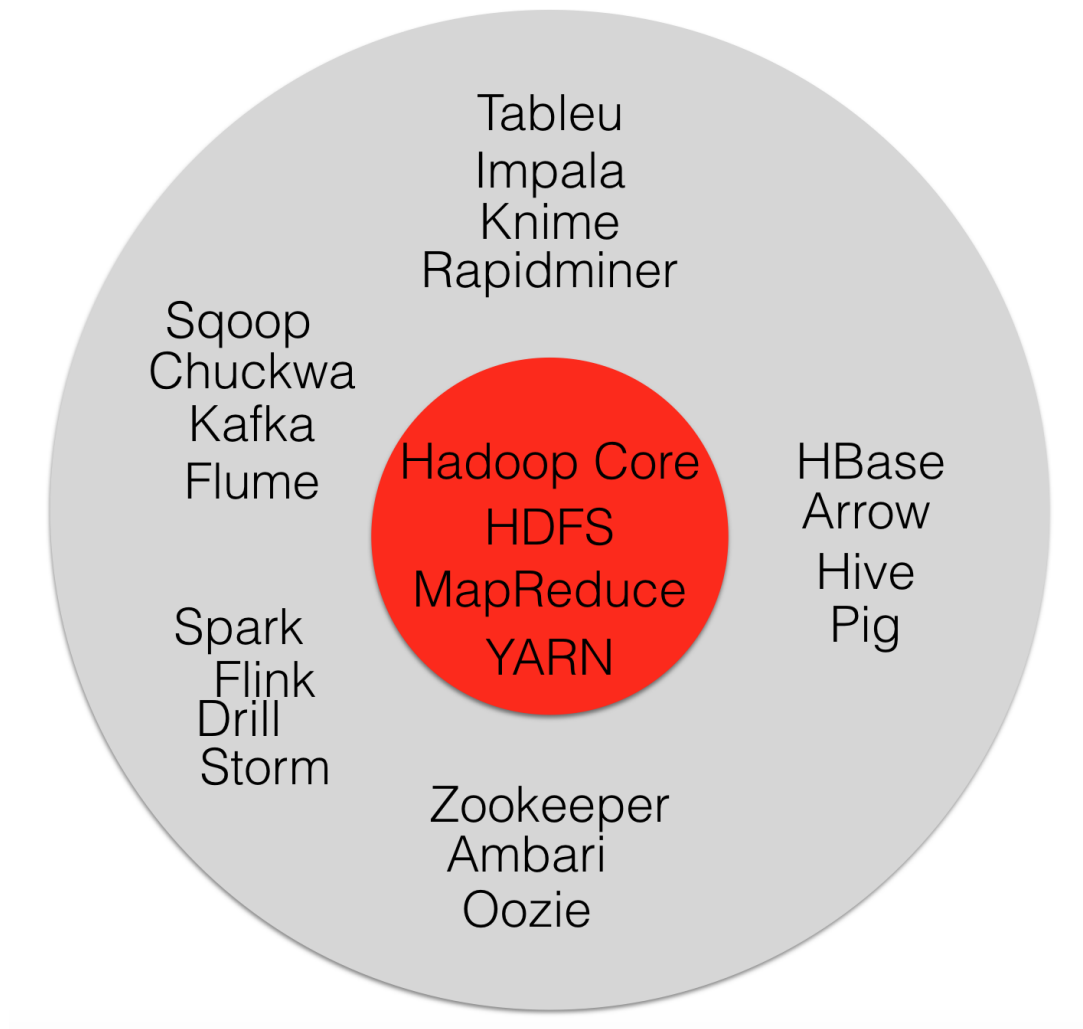 Tableu
Impala
Knime
Rapidminer
Sqoop
Chuckwa
Kafka
Flume
Hadoop Core
HDFS
MapReduce
YARN
HBase
Arrow
Hive
Pig
Spark
Flink
Drill
Storm
Zookeeper
Ambari
Oozie